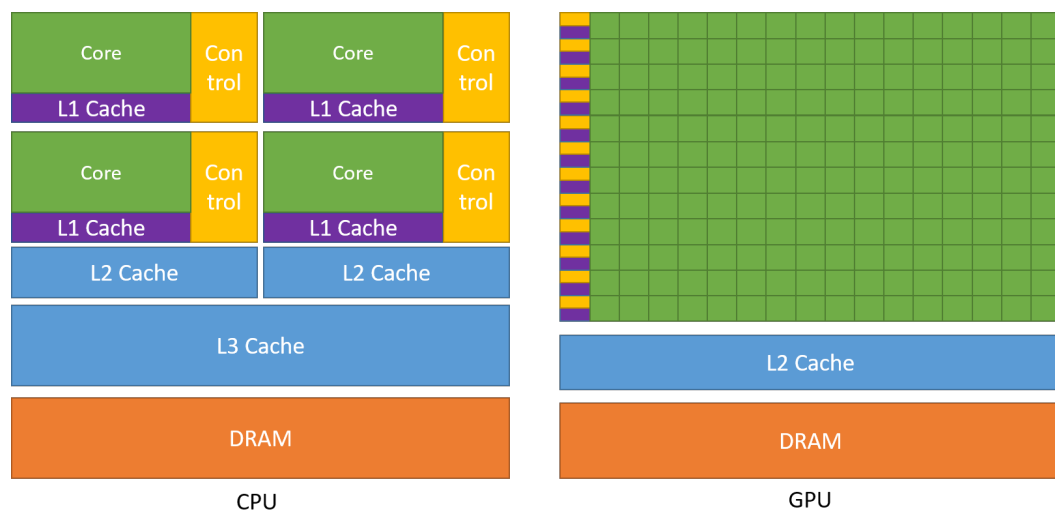 Core
Con
trol
L1 Cache
Core
Con
trol
L1 Cache
Core
Con
trol
L1 Cache
Core
Con
trol
L1 Cache
L2 Cache
L2 Cache
L3 Cache
DRAM
CPU
L2 Cache
DRAM
GPU